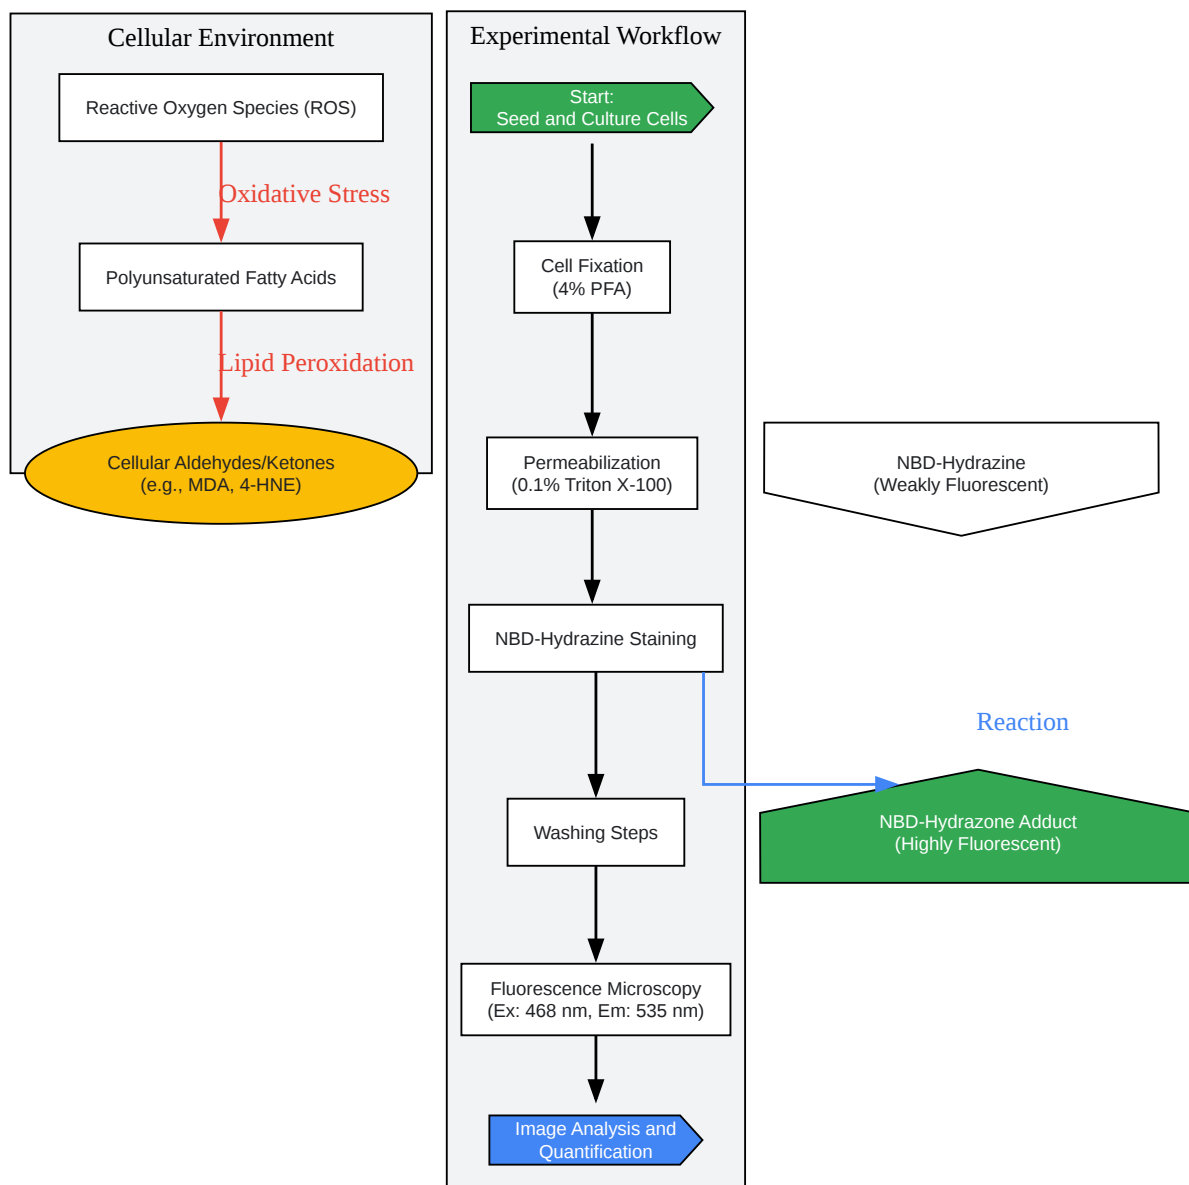 Cellular Environment
Reactive Oxygen Species (ROS)
Oxidative Stress
Polyunsaturated Fatty Acids
Lipid Peroxidation
Cellular Aldehydes/Ketones
(e.g., MDA, 4-HNE)
Experimental Workflow
Start:
Seed and Culture Cells
Cell Fixation
(4% PFA)
Permeabilization
(0.1% Triton X-100)
NBD-Hydrazine Staining
Washing Steps
Fluorescence Microscopy
(Ex: 468 nm, Em: 535 nm)
Image Analysis and
Quantification
NBD-Hydrazine
(Weakly Fluorescent)
Reaction
NBD-Hydrazone Adduct
(Highly Fluorescent)